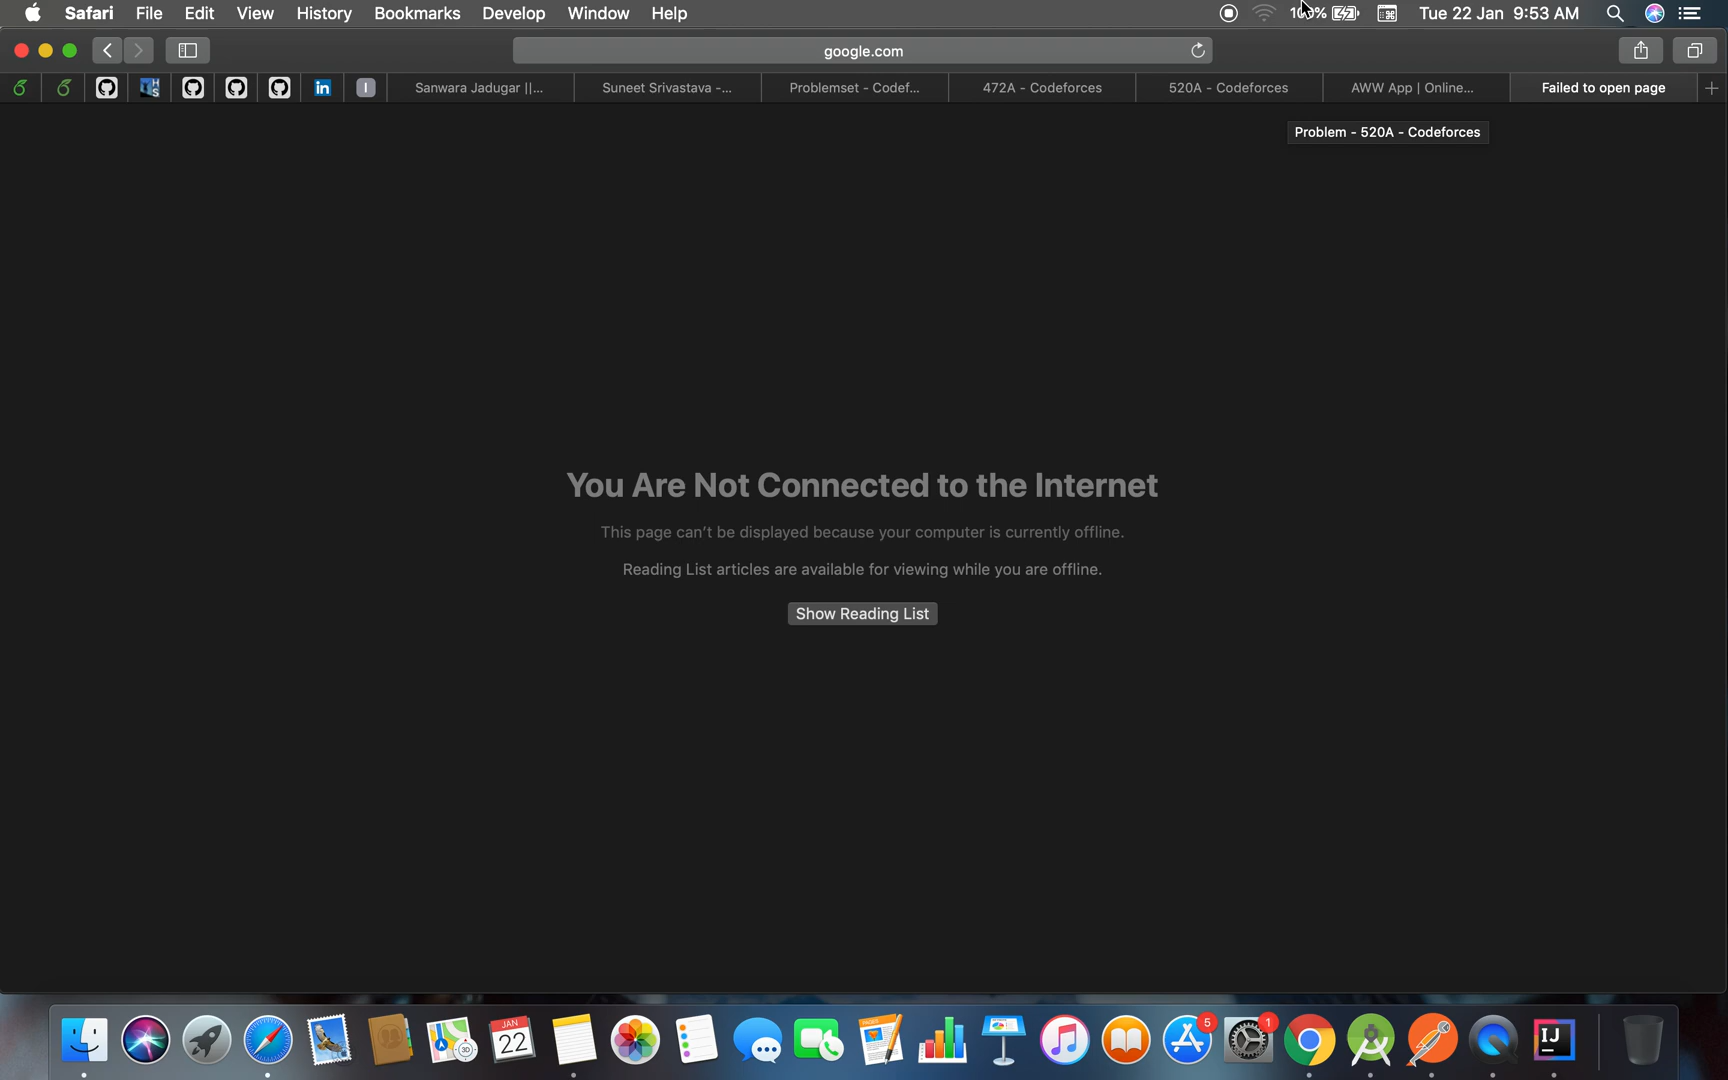 Safari File Edit View History Bookmarks Develop Window Help
Tue 22 Jan 9:53 AM
google.com
in
I
Sanwara Jadugar ||...
Suneet Srivastava -...
Problemset - Codef...
472A - Codeforces
520A - Codeforces
AWW App | Online...
Failed to open page
Problem - 520A - Codeforces
You Are Not Connected to the Internet
This page can't be displayed because your computer is currently offline.
Reading List articles are available for viewing while you are offline.
Show Reading List
3D
JAN
22
5
1
IJ